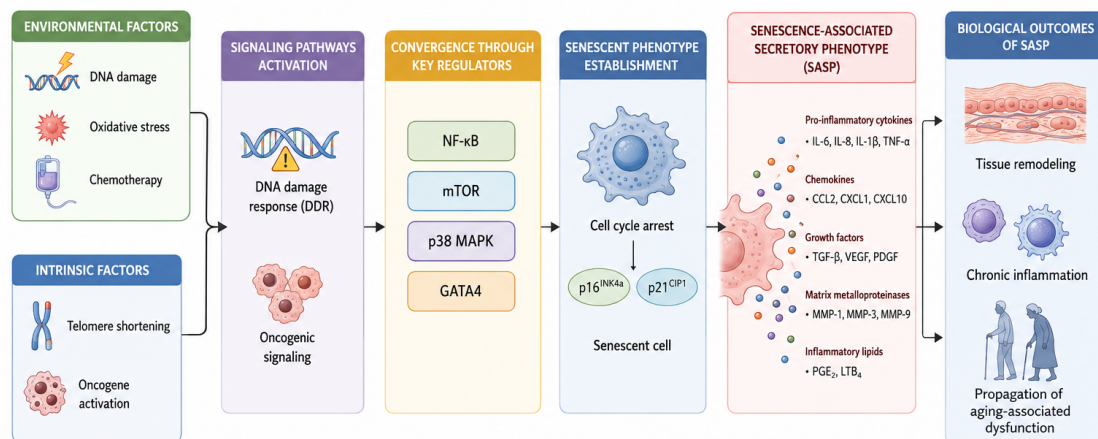 ENVIRONMENTAL FACTORS
DNA damage
Oxidative stress
Chemotherapy
INTRINSIC FACTORS
Telomere shortening
Oncogene
activation
SIGNALING PATHWAYS
ACTIVATION
DNA damage
response (DDR)
Oncogenic
signaling
CONVERGENCE THROUGH
KEY REGULATORS
NF-κB
mTOR
p38 MAPK
GATA4
SENESCENT PHENOTYPE
ESTABLISHMENT
Cell cycle arrest
p16^INK4a p21^CIP1
Senescent cell
SENESCENCE-ASSOCIATED
SECRETORY PHENOTYPE
(SASP)
Pro-inflammatory cytokines
• IL-6, IL-8, IL-1β, TNF-α
Chemokines
• CCL2, CXCL1, CXCL10
Growth factors
• TGF-β, VEGF, PDGF
Matrix metalloproteinases
• MMP-1, MMP-3, MMP-9
Inflammatory lipids
• PGE₂, LTB₄
BIOLOGICAL OUTCOMES
OF SASP
Tissue remodeling
Chronic inflammation
Propagation of
aging-associated
dysfunction